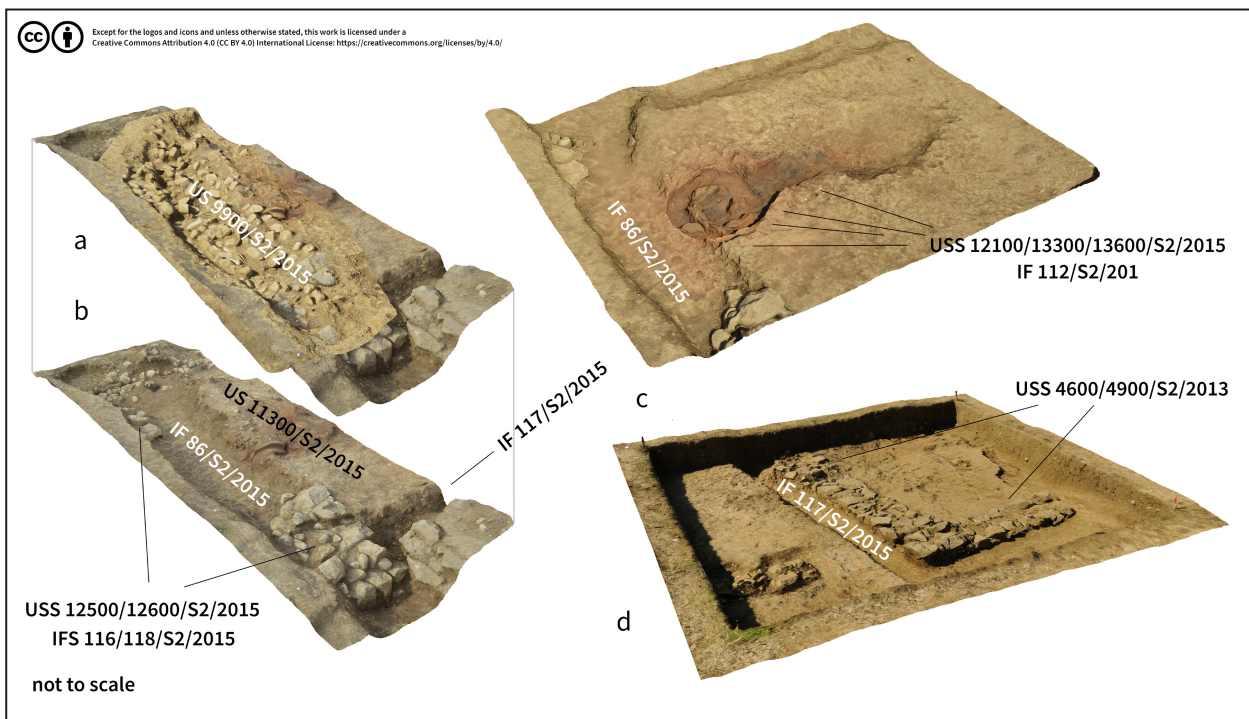 cc
Except for the logos and icons and unless otherwise stated, this work is licensed under a
Creative Commons Attribution 4.0 (CC BY 4.0) International License: https://creativecommons.org/licenses/by/4.0/
US 9900/S2/2015
a
IF 86/S2/2015
USS 12100/13300/13600/S2/2015
IF 112/S2/201
b
US 11300/S2/2015
IF 86/S2/2015
IF 117/S2/2015
USS 12500/12600/S2/2015
IFS 116/118/S2/2015
not to scale
c
USS 4600/4900/S2/2013
IF 117/S2/2015
d